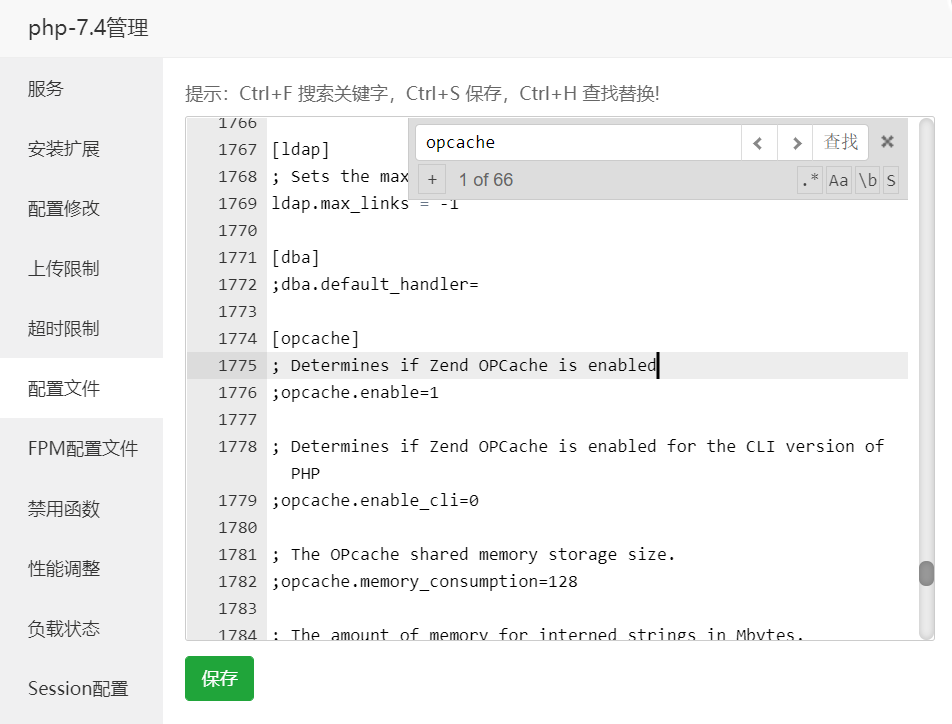 php-7.4管理
服务
安装扩展
配置修改
上传限制
超时限制
配置文件
FPM配置文件
禁用函数
性能调整
负载状态
Session配置
提示：Ctrl+F 搜索关键字，Ctrl+S 保存，Ctrl+H 查找替换!
opcache
查找
+ 1 of 66 .* Aa \b S
1766
1767 [ldap]
1768 ; Sets the max
1769 ldap.max_links = -1
1770
1771 [dba]
1772 ;dba.default_handler=
1773
1774 [opcache]
1775 ; Determines if Zend OPCache is enabled
1776 ;opcache.enable=1
1777
1778 ; Determines if Zend OPCache is enabled for the CLI version of
PHP
1779 ;opcache.enable_cli=0
1780
1781 ; The OPcache shared memory storage size.
1782 ;opcache.memory_consumption=128
1783
1784 ; The amount of memory for interned strings in Mbytes.
保存